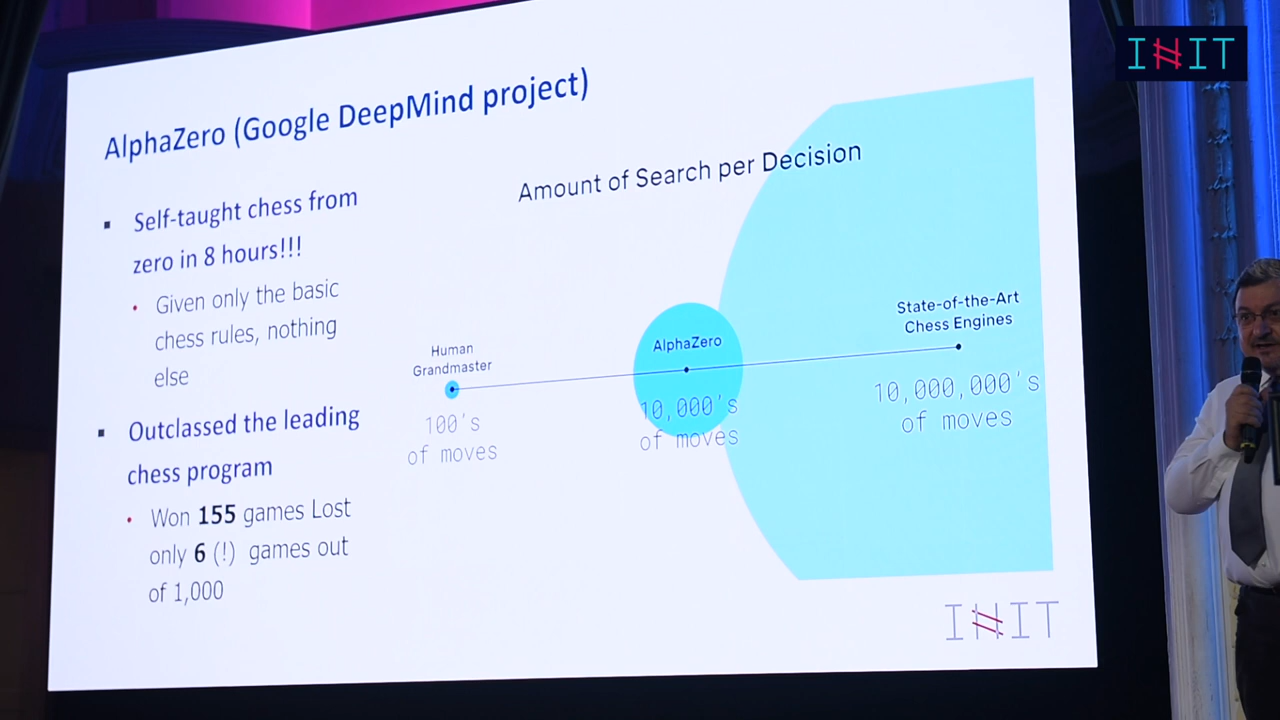 INIT
AlphaZero (Google DeepMind project)
▪ Self-taught chess from
zero in 8 hours!!!
• Given only the basic
chess rules, nothing
else
▪ Outclassed the leading
chess program
• Won 155 games Lost
only 6 (!) games out
of 1,000
Amount of Search per Decision
Human
Grandmaster
100's
of moves
AlphaZero
10,000's
of moves
State-of-the-Art
Chess Engines
10,000,000's
of moves
INIT